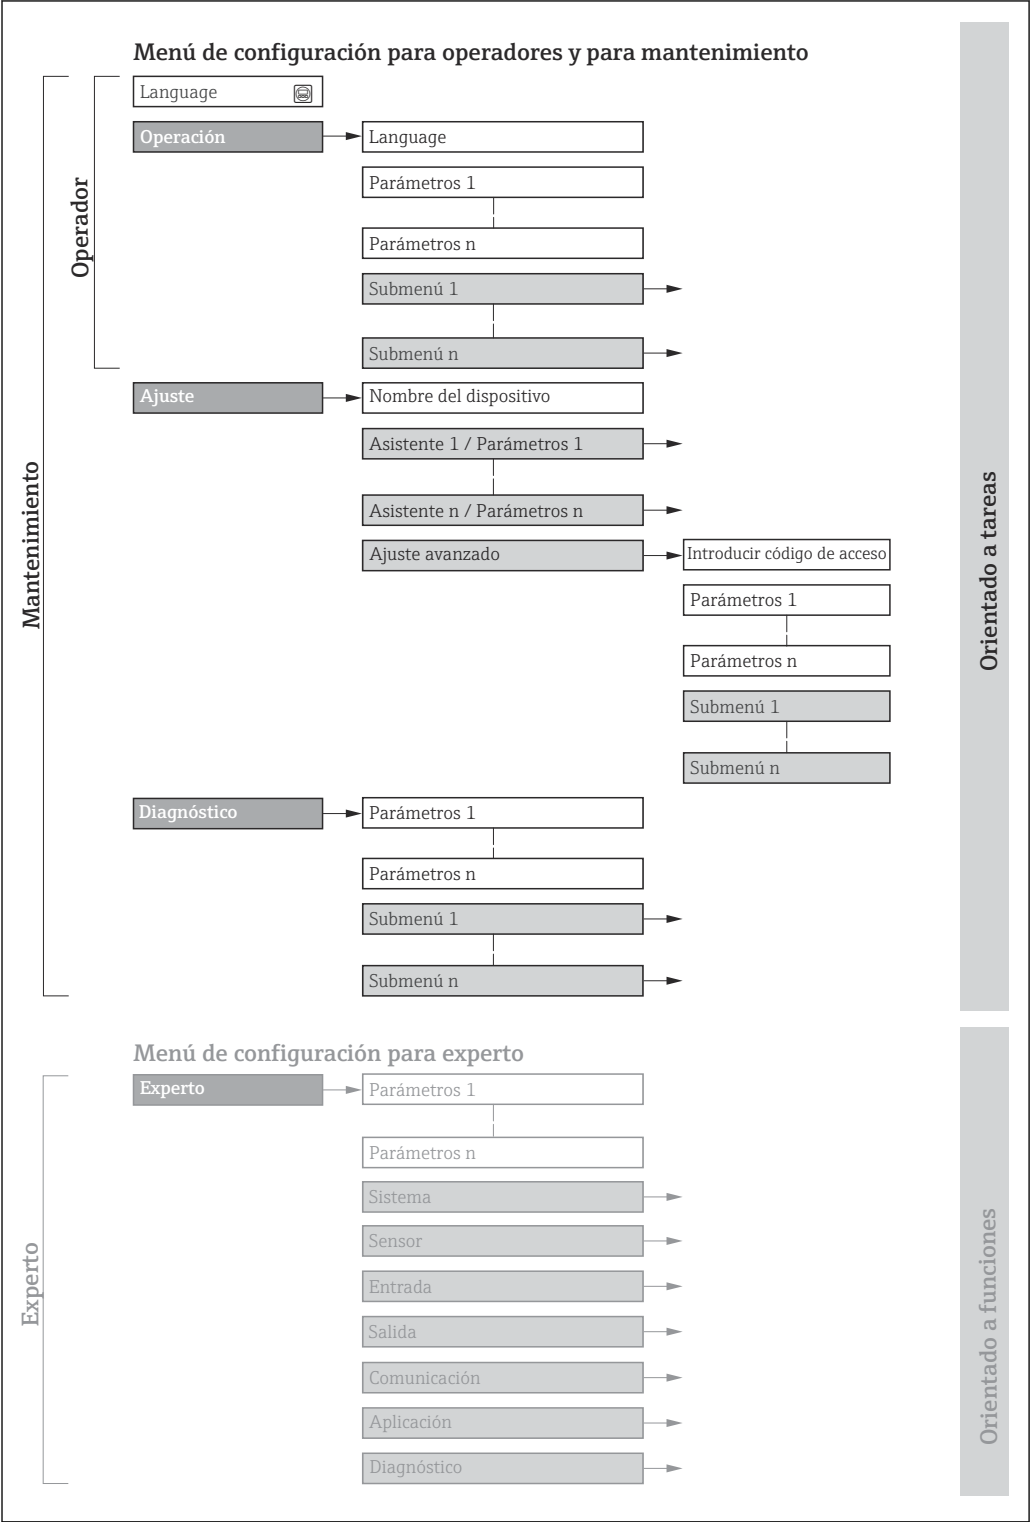 Menú de configuración para operadores y para mantenimiento
Mantenimiento
Operador
Language
Operación
Language
Parámetros 1
Parámetros n
Submenú 1
Submenú n
Ajuste
Nombre del dispositivo
Asistente 1 / Parámetros 1
Asistente n / Parámetros n
Ajuste avanzado
Introducir código de acceso
Parámetros 1
Parámetros n
Submenú 1
Submenú n
Diagnóstico
Parámetros 1
Parámetros n
Submenú 1
Submenú n
Orientado a tareas
Menú de configuración para experto
Experto
Experto
Parámetros 1
Parámetros n
Sistema
Sensor
Entrada
Salida
Comunicación
Aplicación
Diagnóstico
Orientado a funciones